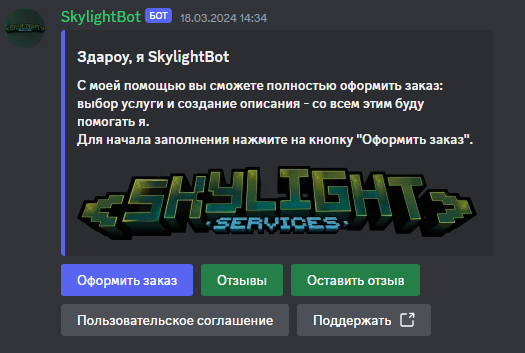 SkylightBot БОТ 18.03.2024 14:34
Здароу, я SkylightBot
С моей помощью вы сможете полностью оформить заказ:
выбор услуги и создание описания - со всем этим буду
помогать я.
Для начала заполнения нажмите на кнопку "Оформить заказ".
SKYLIGHT
SERVICES
Оформить заказ Отзывы Оставить отзыв
Пользовательское соглашение Поддержать